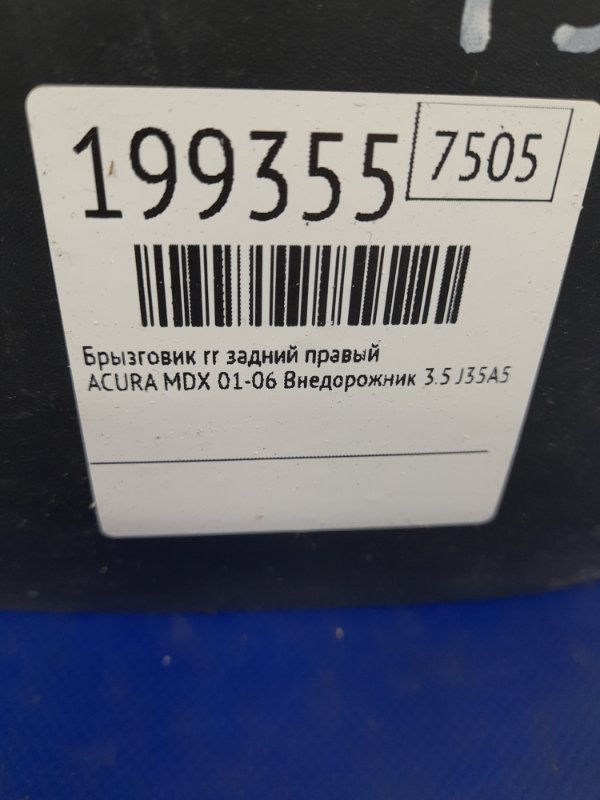 199355 7505
Брызговик rr задний правый
ACURA MDX 01-06 Внедорожник 3.5 J35A5